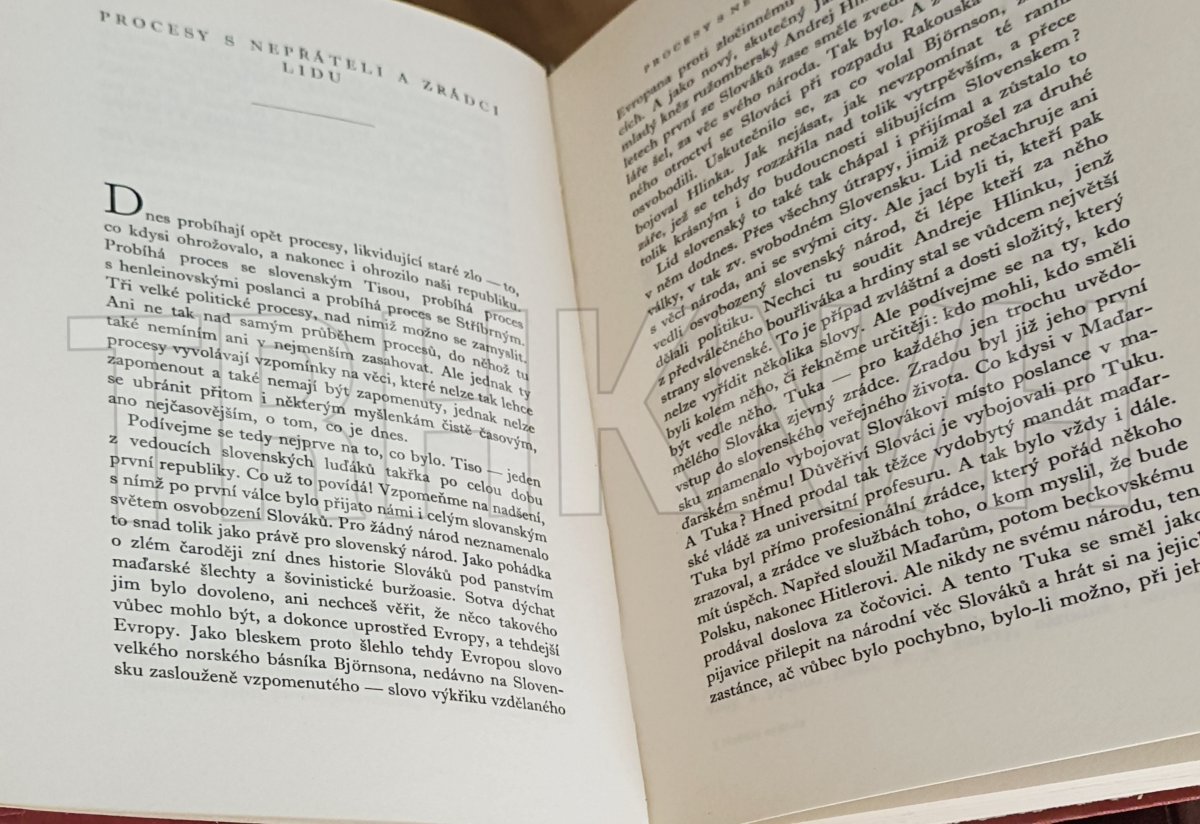 PROCESY S NEPŘÁTELI A ZRÁDCI
LIDU
Dnes probíhají opět procesy, likvidující staré zlo — to,
co kdysi ohrožovalo, a nakonec i ohrozilo naši republiku.
Probíhá proces se slovenským Tisou, probíhá proces
s henleinovskými poslanci a probíhá proces se Stříbrným.
Tři velké politické procesy, nad nimiž možno se zamyslit.
Ani ne tak nad samým průběhem procesů, do něhož tu
také nemíním ani v nejmenším zasahovat. Ale jednak ty
procesy vyvolávají vzpomínky na věci, které nelze tak lehce
zapomenout a také nemají být zapomenuty, jednak nelze
se ubránit přitom i některým myšlenkám čistě časovým,
ano nejčasovějším, o tom, co je dnes.
Podívejme se tedy nejprve na to, co bylo. Tiso — jeden
z vedoucích slovenských luďáků takřka po celou dobu
první republiky. Co už to povídá! Vzpomeňme na nadšení,
s nímž po první válce bylo přijato námi i celým slovanským
světem osvobození Slováků. Pro žádný národ neznamenalo
to snad tolik jako právě pro slovenský národ. Jako pohádka
o zlém čaroději zní dnes historie Slováků pod panstvím
maďarské šlechty a šovinistické buržoasie. Sotva dýchat
jim bylo dovoleno, ani nechceš věřit, že něco takového
vůbec mohlo být, a dokonce uprostřed Evropy, a tehdejší
Evropy. Jako bleskem proto šlehlo tehdy Evropou slovo
velkého norského básníka Björnsona, nedávno na Sloven-
sku zaslouženě vzpomenutého — slovo výkřiku vzdělaného
PROCESY S NE
Evropana proti zločinnému
cích. A jako nový, skutečný
mladý kněz ružomberský Andrej
letech první ze Slováků zase směle
láře šel, za věc svého národa. Tak bylo. A
ného otroctví se Slováci při rozpadu Rakouska
osvobodili. Uskutečnilo se, za co volal Björnson,
bojoval Hlinka. Jak nejásat, jak nevzpomínat té ranní
záře, jež se tehdy rozzářila nad tolik vytrpěvším, a přece
tolik krásným i do budoucnosti slibujícím Slovenskem?
Lid slovenský to také tak chápal i přijímal a zůstalo to
v něm dodnes. Přes všechny útrapy, jimiž prošel za druhé
války, v tak zv. svobodném Slovensku. Lid nečachruje ani
s věcí národa, ani se svými city. Ale jací byli ti, kteří pak
vedli osvobozený slovenský národ, či lépe kteří za něho
dělali politiku. Nechci tu soudit Andreje Hlinku, jenž
z předválečného bouřliváka a hrdiny stal se vůdcem největší
strany slovenské. To je případ zvláštní a dosti složitý, který
nelze vyřídit několika slovy. Ale podívejme se na ty, kdo
byli kolem něho, či řekněme určitěji: kdo mohli, kdo směli
být vedle něho. Tuka — pro každého jen trochu uvědo-
mělého Slováka zjevný zrádce. Zradou byl již jeho první
vstup do slovenského veřejného života. Co kdysi v Maďar-
sku znamenalo vybojovat Slovákovi místo poslance v ma-
ďarském sněmu! Důvěřiví Slováci je vybojovali pro Tuku.
A Tuka? Hned prodal tak těžce vydobytý mandát maďar-
ské vládě za universitní profesuru. A tak bylo vždy i dále.
Tuka byl přímo profesionální zrádce, který pořád někoho
zrazoval, a zrádce ve službách toho, o kom myslil, že bude
mít úspěch. Napřed sloužil Maďarům, potom beckovskému
Polsku, nakonec Hitlerovi. Ale nikdy ne svému národu, ten
prodával doslova za čočovici. A tento Tuka se směl jako
pijavice přilepit na národní věc Slováků a hrát si na jejich
zastánce, ač vůbec bylo pochybno, bylo-li možno, při jeh
TRHKNIH